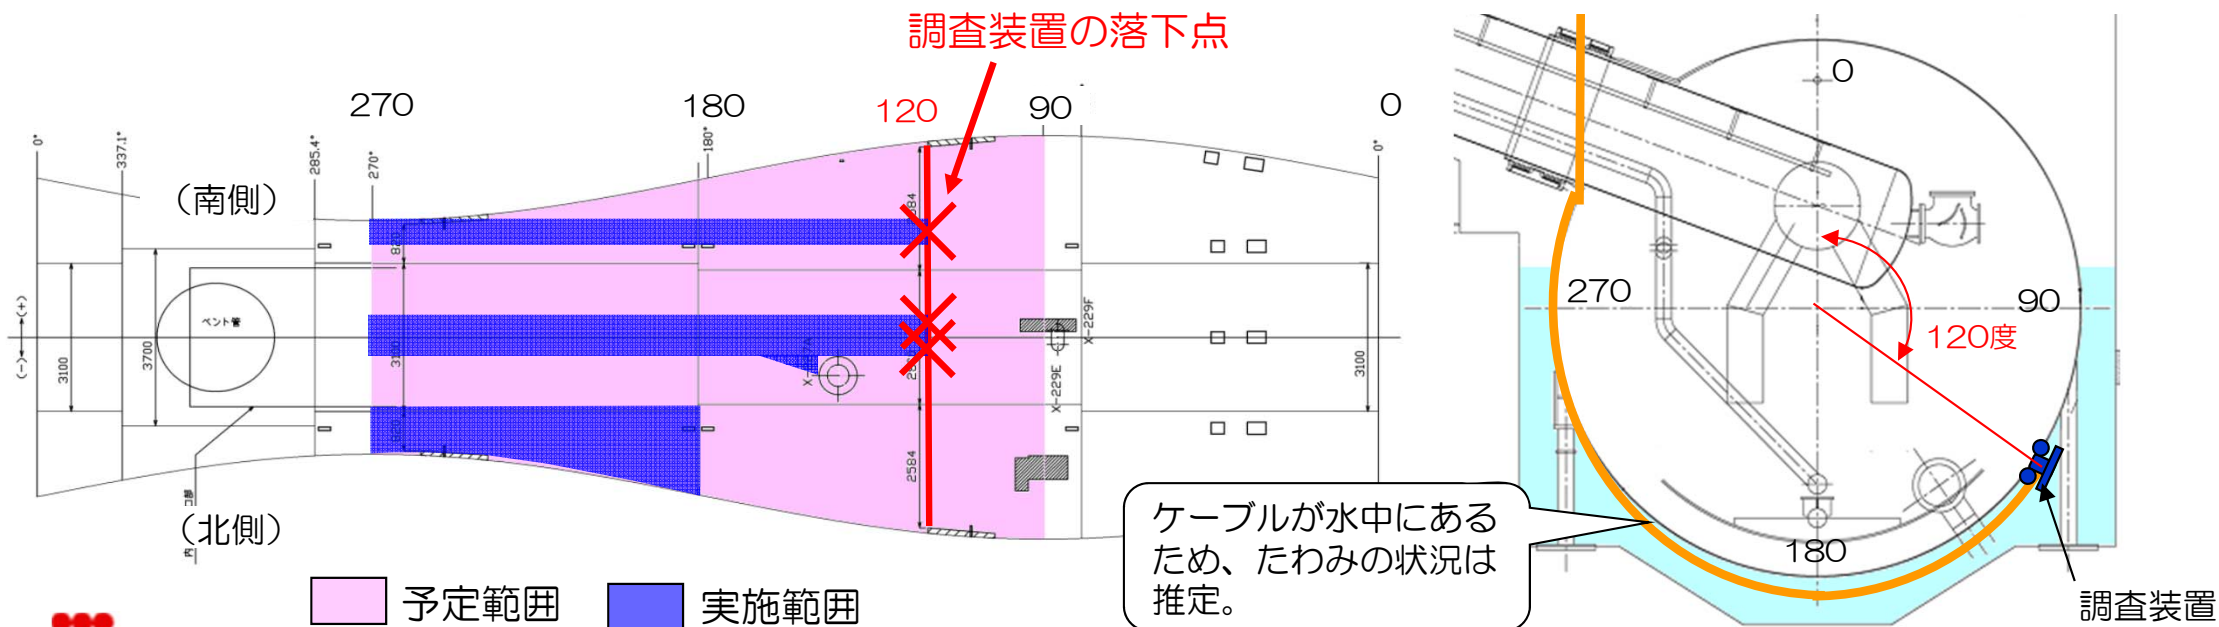 調査装置の落下点
270
180
120
90
0
0°
337.1°
285.4°
270°
180°
0°
（南側）
（北側）
ベント管
(-)
(+)
3100
3700
820
3100
820
2584
2584
X-229F
X-229E
3100
予定範囲
実施範囲
0
270
90
120度
180
ケーブルが水中にある
ため、たわみの状況は
推定。
調査装置